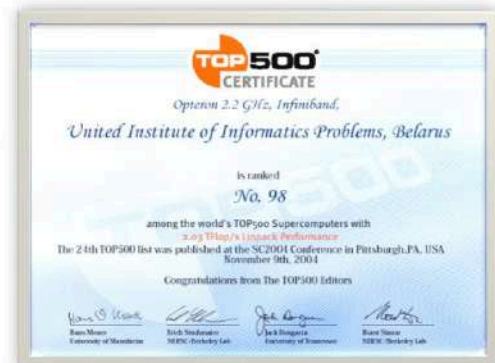 TOP 500
CERTIFICATE
Opteron 2.2 GHz, Infiniband,
United Institute of Informatics Problems, Belarus
is ranked
No. 98
among the world's TOP500 Supercomputers with
2.03 TFlop/s Linpack Performance
The 24th TOP500 list was published at the SC2004 Conference in Pittsburgh,PA, USA
November 9th, 2004
Congratulations from The TOP500 Editors
Hans Meuer Erich Strohmaier Jack Dongarra Horst Simon
University of Mannheim NERSC/Berkeley Lab University of Tennessee NERSC/Berkeley Lab